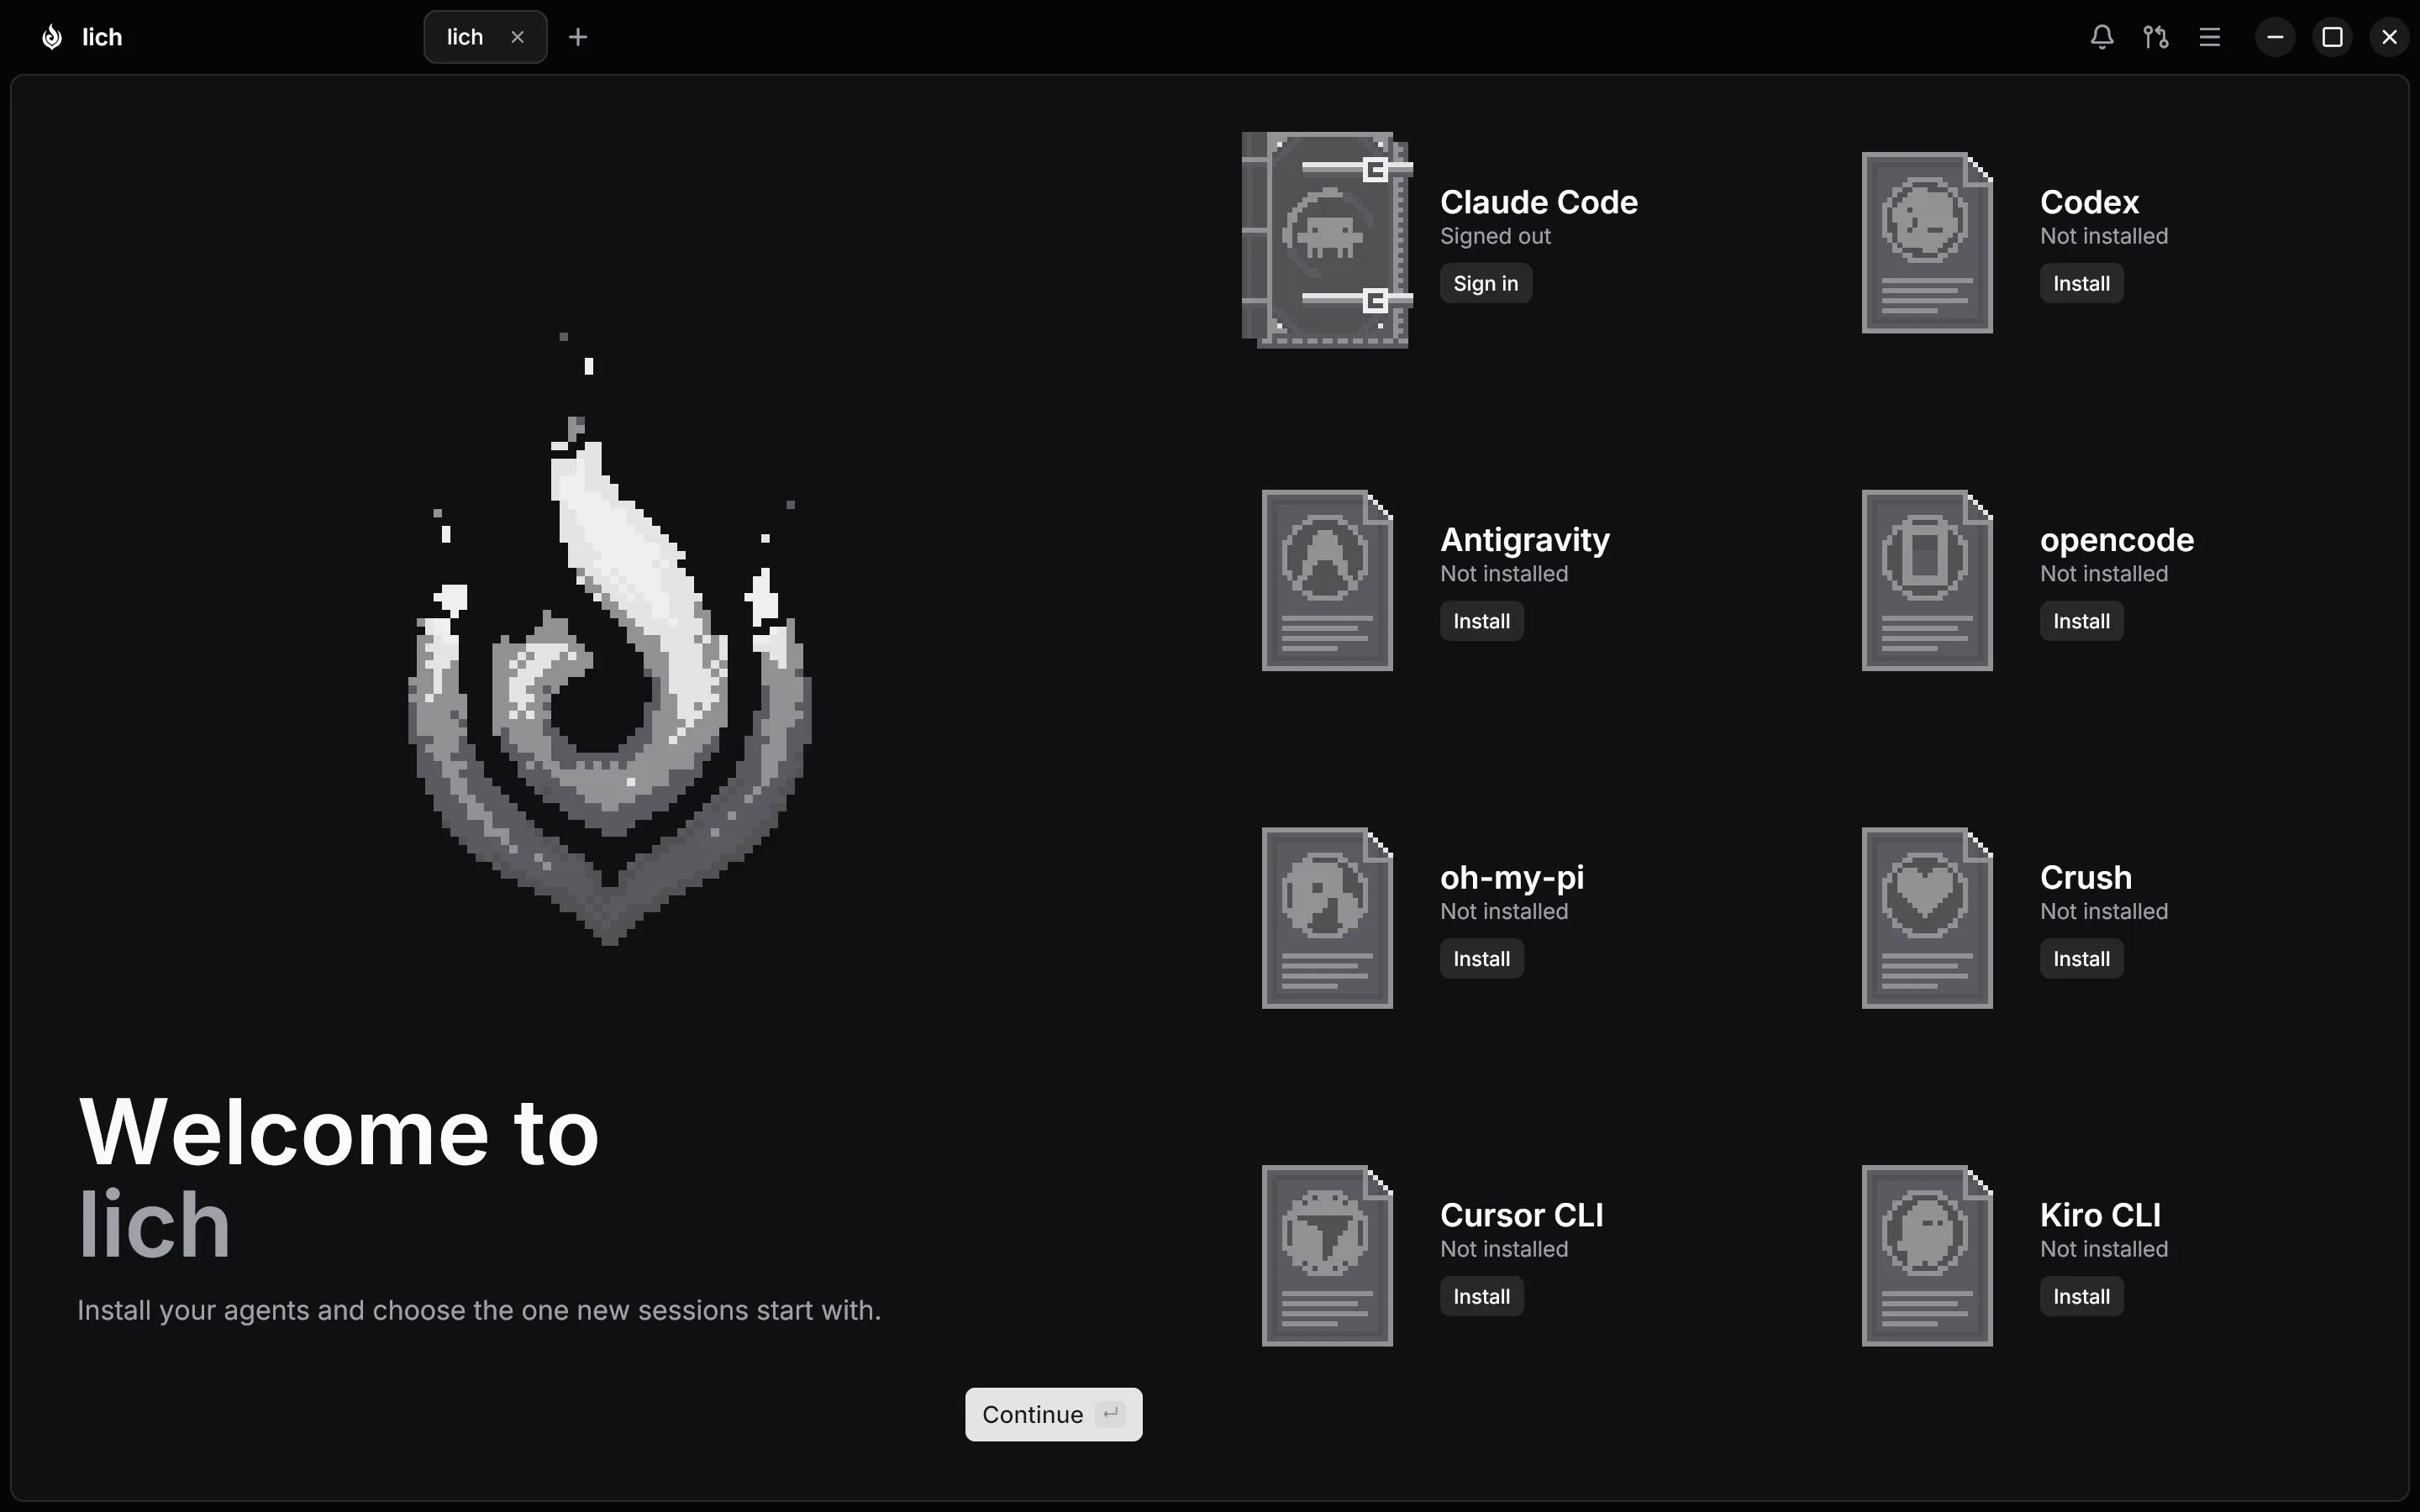 lich
lich
Claude Code
Signed out
Sign in
Codex
Not installed
Install
Antigravity
Not installed
Install
opencode
Not installed
Install
oh-my-pi
Not installed
Install
Crush
Not installed
Install
Cursor CLI
Not installed
Install
Kiro CLI
Not installed
Install
Welcome to
lich
Install your agents and choose the one new sessions start with.
Continue